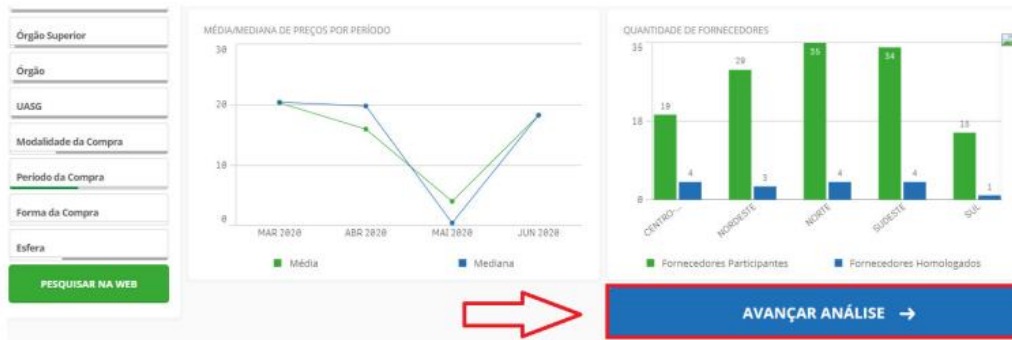 Órgão Superior
Órgão
UASG
Modalidade da Compra
Período da Compra
Forma da Compra
Esfera
PESQUISAR NA WEB
MÉDIA/MEDIANA DE PREÇOS POR PERÍODO
30
20
10
0
MAR 2020 ABR 2020 MAI 2020 JUN 2020
Média Mediana
QUANTIDADE DE FORNECEDORES
36
18
0
19 4
29 3
35 4
34 4
15 1
CENTRO-... NORDESTE NORTE SUDESTE SUL
Fornecedores Participantes Fornecedores Homologados
AVANÇAR ANÁLISE →